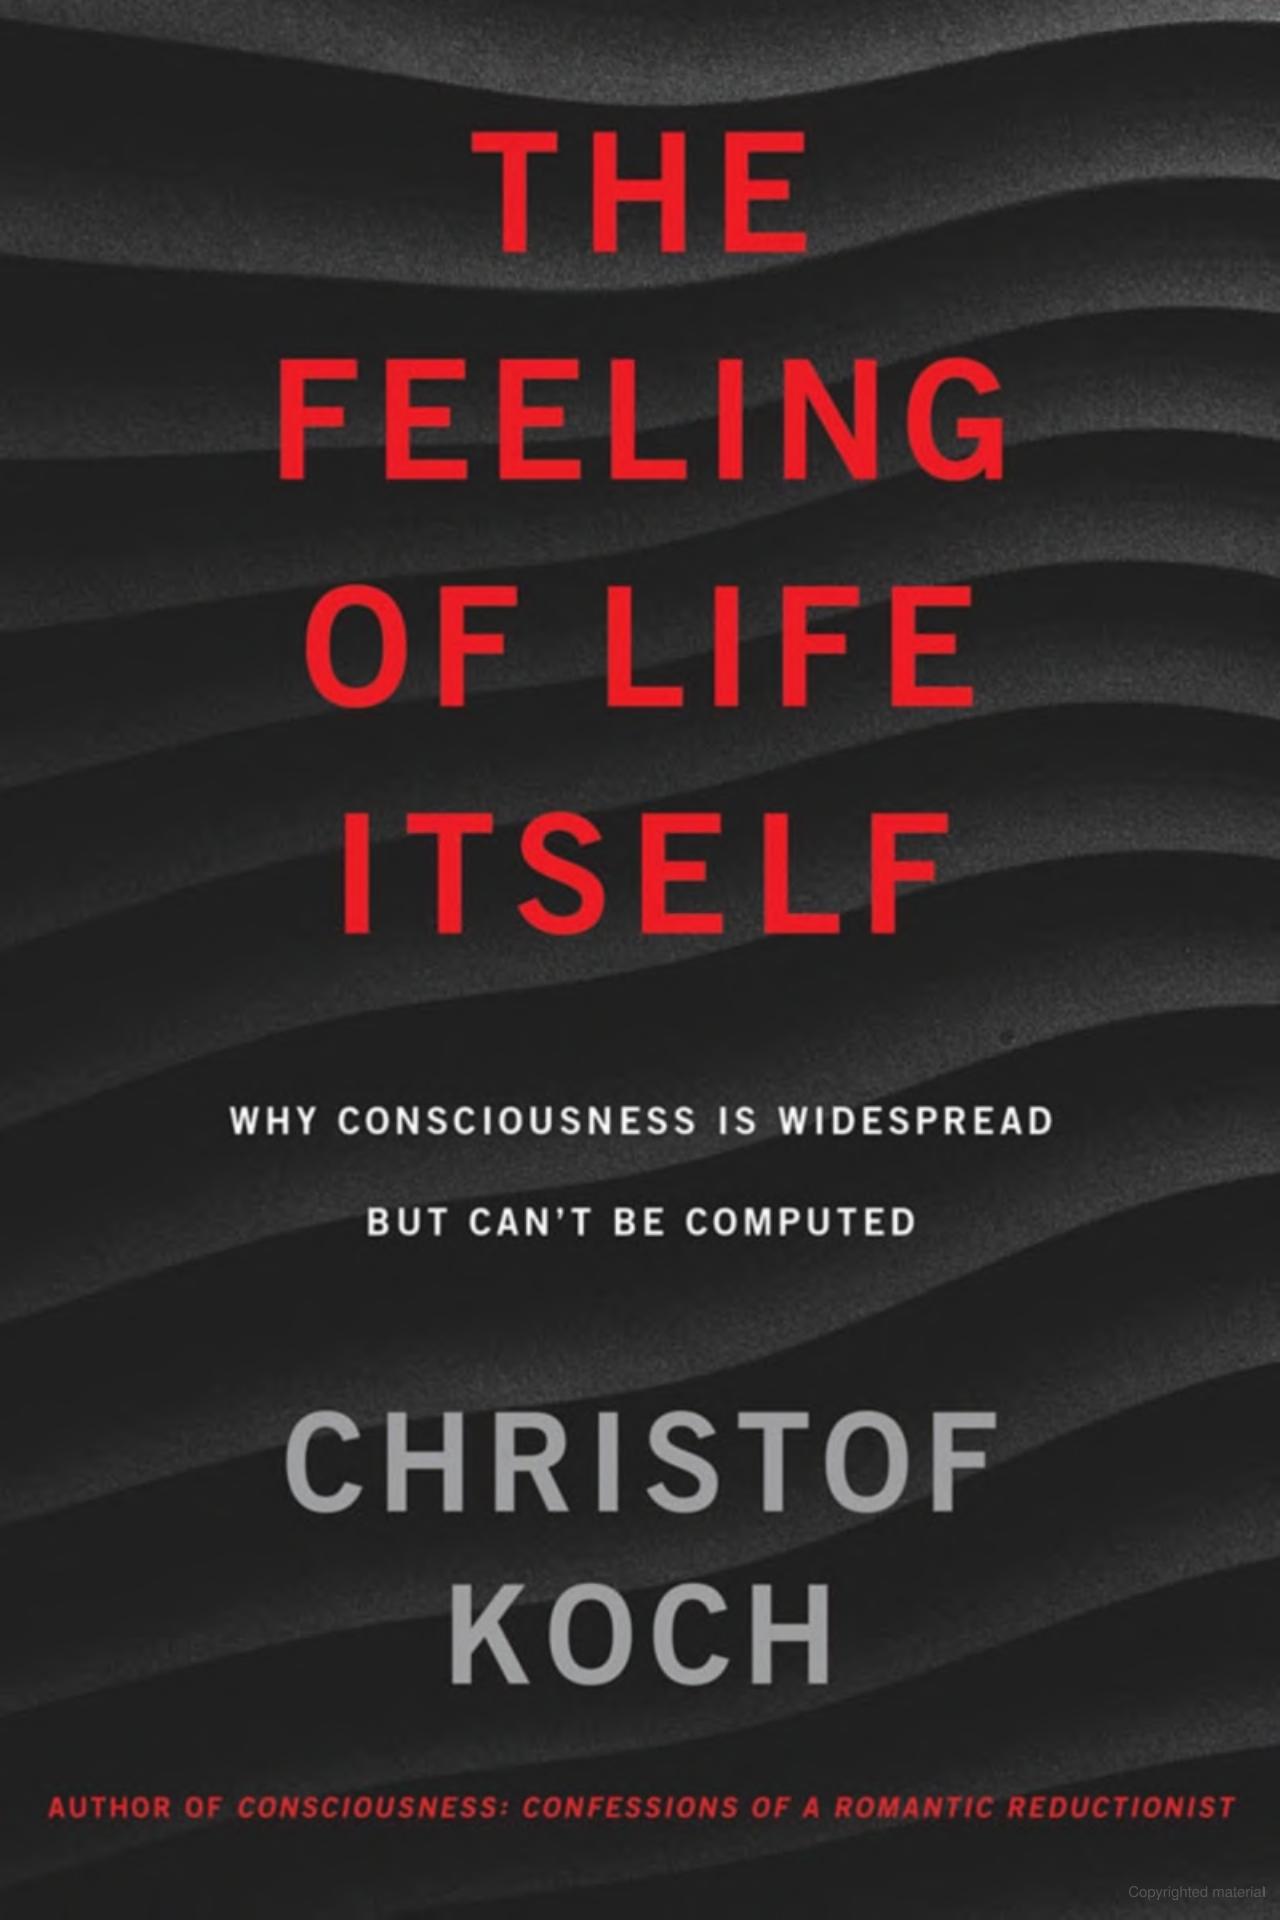 THE
FEELING
OF LIFE
ITSELF
WHY CONSCIOUSNESS IS WIDESPREAD
BUT CAN'T BE COMPUTED
CHRISTOF
KOCH
AUTHOR OF CONSCIOUSNESS: CONFESSIONS OF A ROMANTIC REDUCTIONIST
Copyrighted material